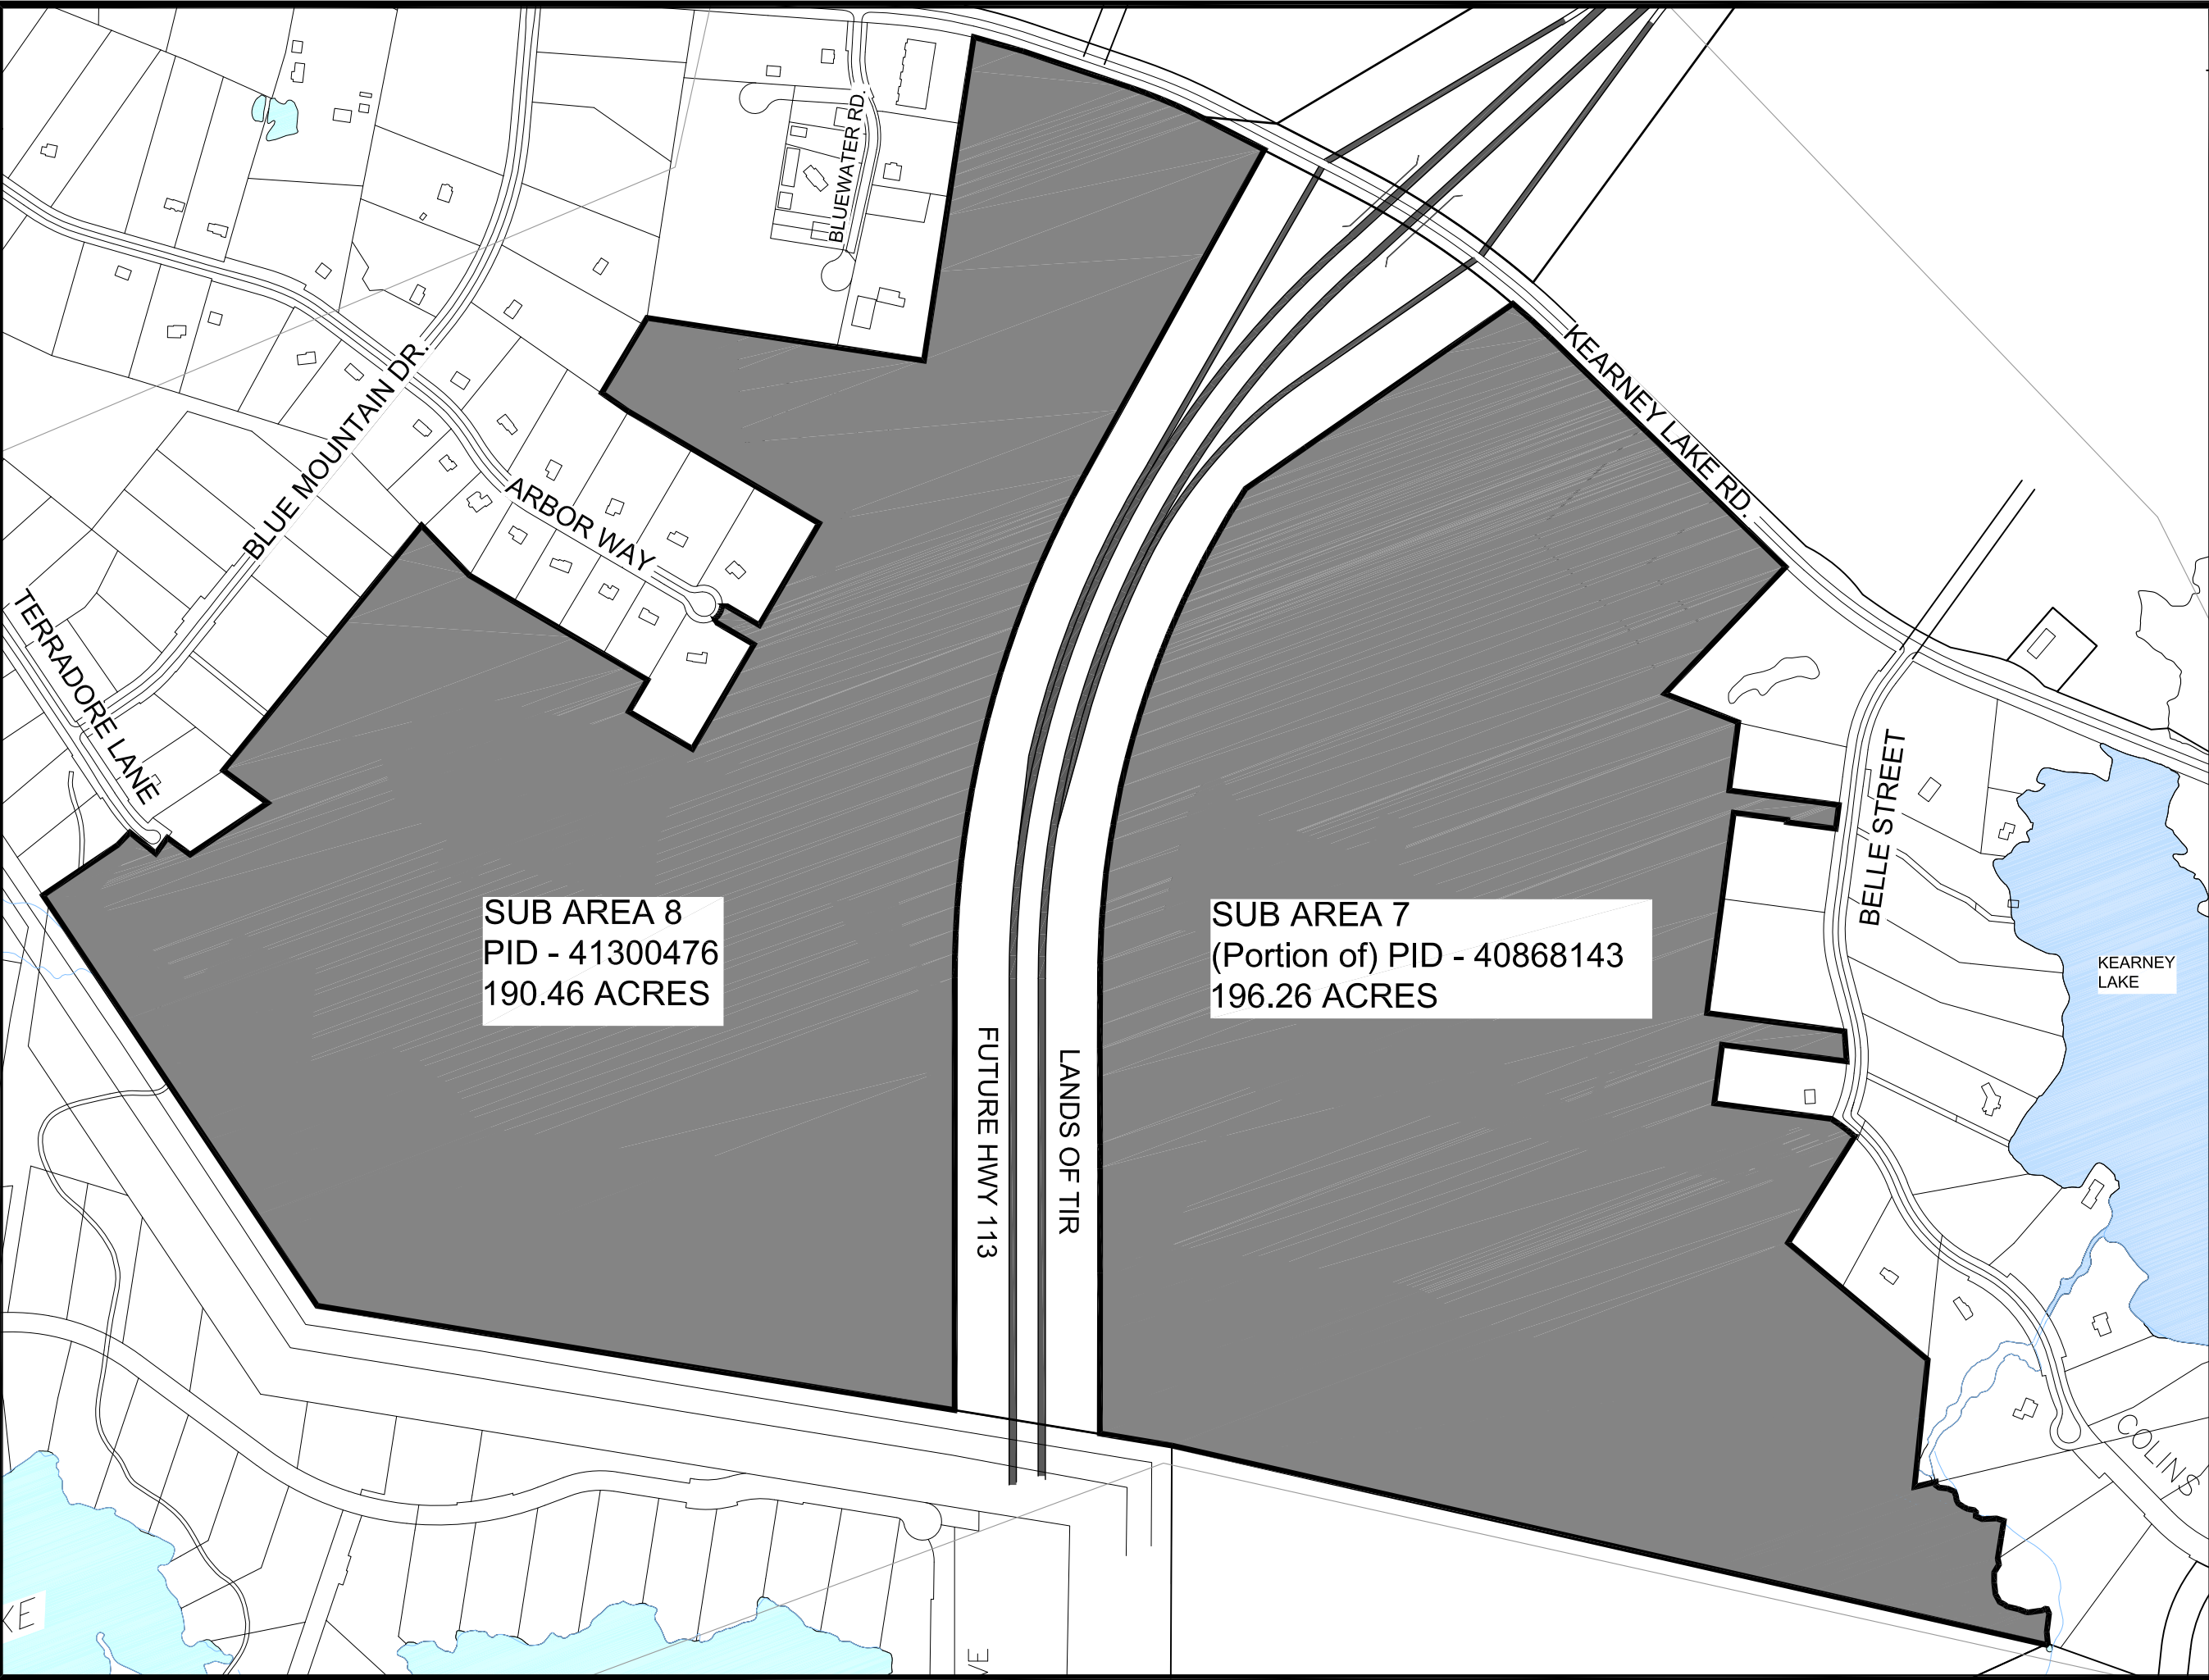 BLUEWATER RD.
BLUE MOUNTAIN DR.
KEARNEY LAKE RD.
ARBOR WAY
TERRADORE LANE
BELLE STREET
SUB AREA 8
PID - 41300476
190.46 ACRES
SUB AREA 7
(Portion of) PID - 40868143
196.26 ACRES
KEARNEY
LAKE
FUTURE HWY 113
LANDS OF TIR
COLINS
KE
VE